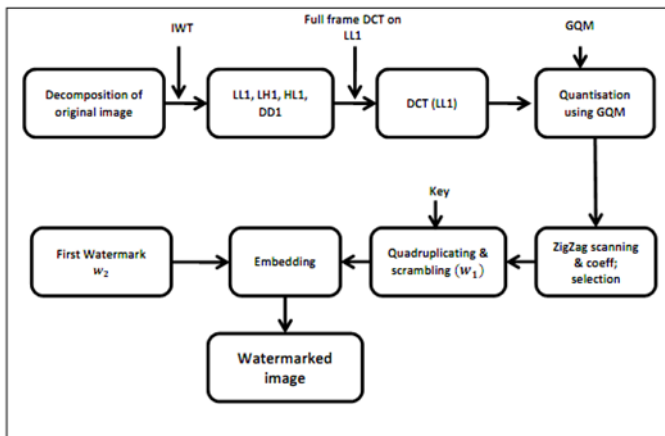 IWT
Full frame DCT on
LL1
GQM
Decomposition of
original image
LL1, LH1, HL1,
DD1
DCT (LL1)
Quantisation
using GQM
Key
First Watermark
w₂
Embedding
Quadruplicating &
scrambling (w₁)
ZigZag scanning
& coeff;
selection
Watermarked
image